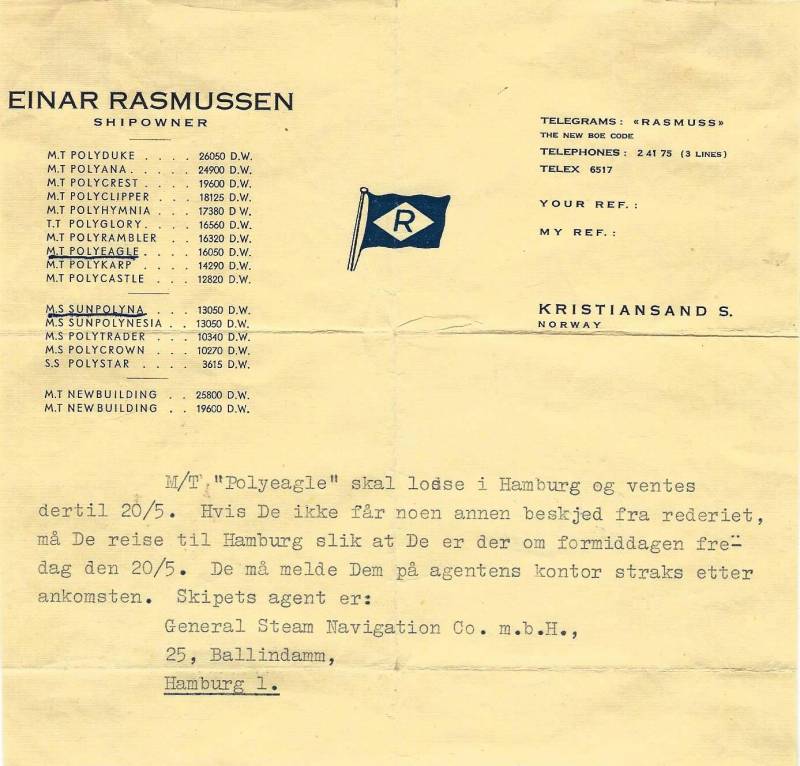 EINAR RASMUSSEN
SHIPOWNER
M.T POLYDUKE . . . . 26050 D.W.
M.T POLYANA . . . . 24900 D.W.
M.T POLYCREST . . . 19600 D.W.
M.T POLYCLIPPER . . . 18125 D.W.
M.T POLYHYMNIA . . . 17380 D W.
T.T POLYGLORY . . . . 16560 D.W.
M.T POLYRAMBLER . . 16320 D.W.
M.T POLYEAGLE . . . . 16050 D.W.
M.T POLYKARP . . . . 14290 D.W.
M.T POLYCASTLE . . . 12820 D.W.
M.S SUNPOLYNA . . . 13050 D.W.
M.S SUNPOLYNESIA . . 13050 D.W.
M.S POLYTRADER . . . 10340 D.W.
M.S POLYCROWN . . . 10270 D.W.
S.S POLYSTAR . . . . 3615 D.W.
M.T NEWBUILDING . . 25800 D.W.
M.T NEWBUILDING . . 19600 D.W.
R
TELEGRAMS: «RASMUSS»
THE NEW BOE CODE
TELEPHONES: 2 41 75 (3 LINES)
TELEX 6517
YOUR REF.:
MY REF.:
KRISTIANSAND S.
NORWAY
M/T "Polyeagle" skal losse i Hamburg og ventes
dertil 20/5. Hvis De ikke får noen annen beskjed fra rederiet,
må De reise til Hamburg slik at De er der om formiddagen fre-
dag den 20/5. De må melde Dem på agentens kontor straks etter
ankomsten. Skipets agent er:
General Steam Navigation Co. m.b.H.,
25, Ballindamm,
Hamburg 1.